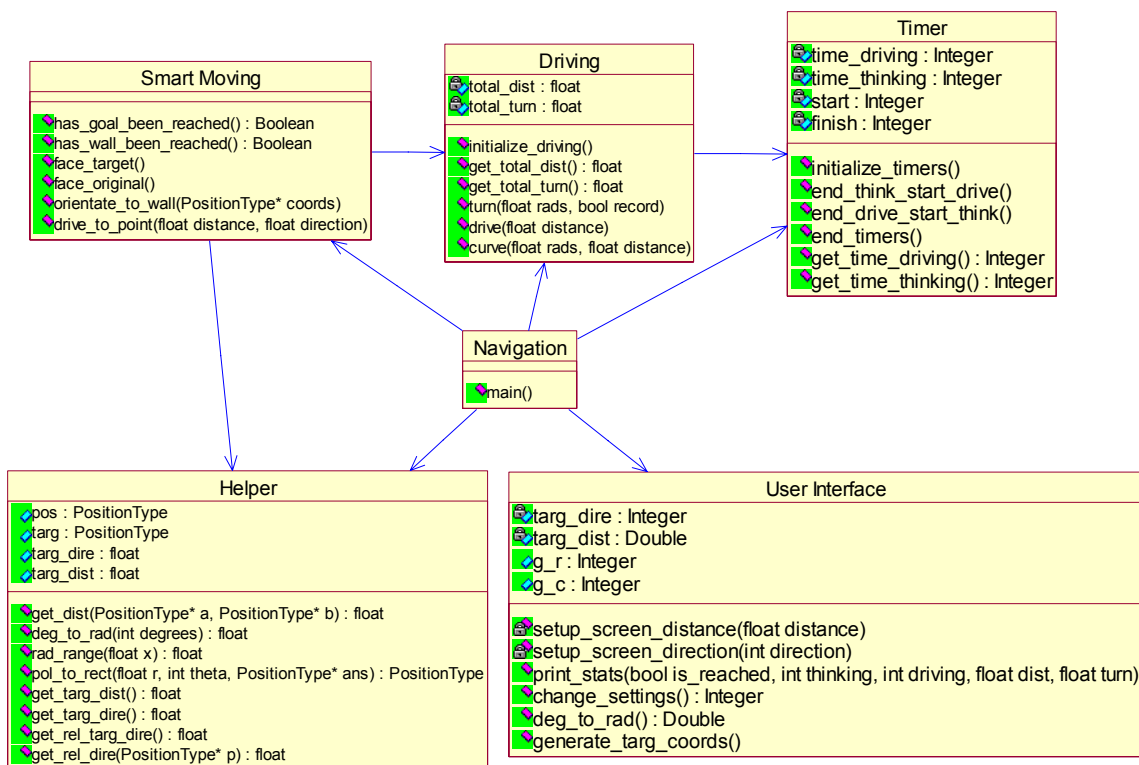 Smart Moving
has_goal_been_reached() : Boolean
has_wall_been_reached() : Boolean
face_target()
face_original()
orientate_to_wall(PositionType* coords)
drive_to_point(float distance, float direction)
Driving
total_dist : float
total_turn : float
initialize_driving()
get_total_dist() : float
get_total_turn() : float
turn(float rads, bool record)
drive(float distance)
curve(float rads, float distance)
Timer
time_driving : Integer
time_thinking : Integer
start : Integer
finish : Integer
initialize_timers()
end_think_start_drive()
end_drive_start_think()
end_timers()
get_time_driving() : Integer
get_time_thinking() : Integer
Navigation
main()
Helper
pos : PositionType
targ : PositionType
targ_dire : float
targ_dist : float
get_dist(PositionType* a, PositionType* b) : float
deg_to_rad(int degrees) : float
rad_range(float x) : float
pol_to_rect(float r, int theta, PositionType* ans) : PositionType
get_targ_dist() : float
get_targ_dire() : float
get_rel_targ_dire() : float
get_rel_dire(PositionType* p) : float
User Interface
targ_dire : Integer
targ_dist : Double
g_r : Integer
g_c : Integer
setup_screen_distance(float distance)
setup_screen_direction(int direction)
print_stats(bool is_reached, int thinking, int driving, float dist, float turn)
change_settings() : Integer
deg_to_rad() : Double
generate_targ_coords()